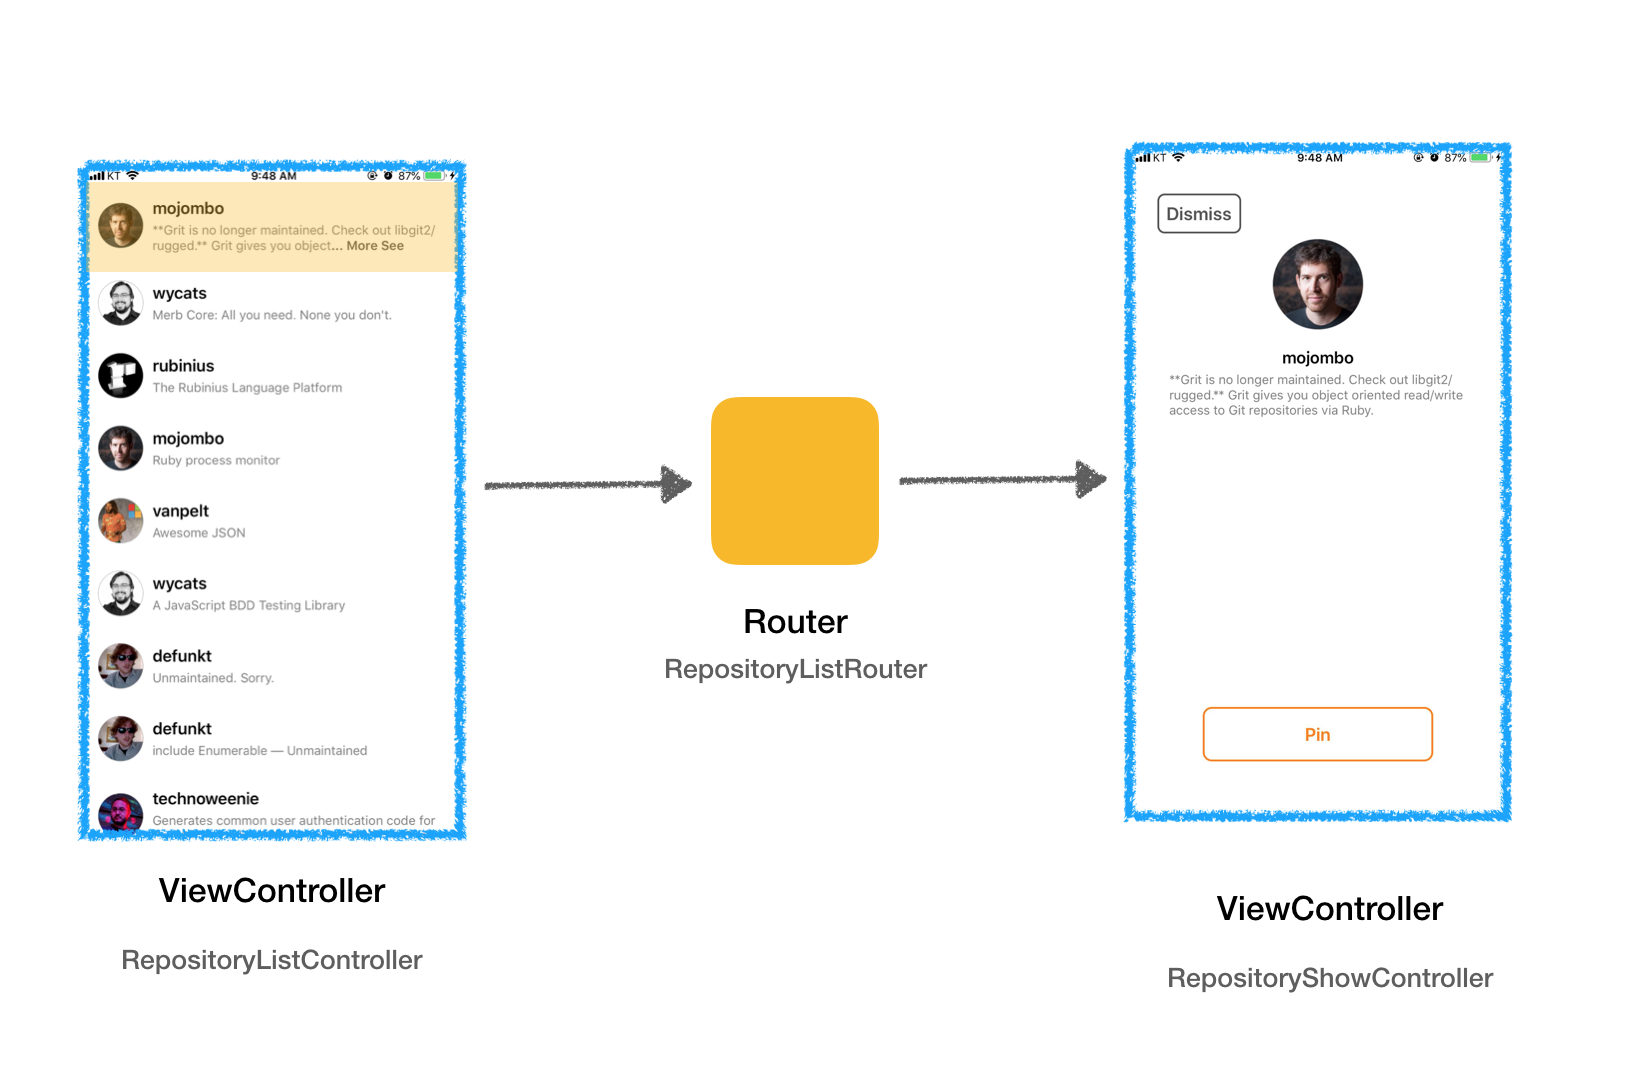 KT 9:48 AM 87%
mojombo
**Grit is no longer maintained. Check out libgit2/
rugged.** Grit gives you object... More See
wycats
Merb Core: All you need. None you don't.
rubinius
The Rubinius Language Platform
mojombo
Ruby process monitor
vanpelt
Awesome JSON
wycats
A JavaScript BDD Testing Library
defunkt
Unmaintained. Sorry.
defunkt
include Enumerable — Unmaintained
technoweenie
Generates common user authentication code for
ViewController
RepositoryListController
Router
RepositoryListRouter
KT 9:48 AM 87%
Dismiss
mojombo
**Grit is no longer maintained. Check out libgit2/
rugged.** Grit gives you object oriented read/write
access to Git repositories via Ruby.
Pin
ViewController
RepositoryShowController